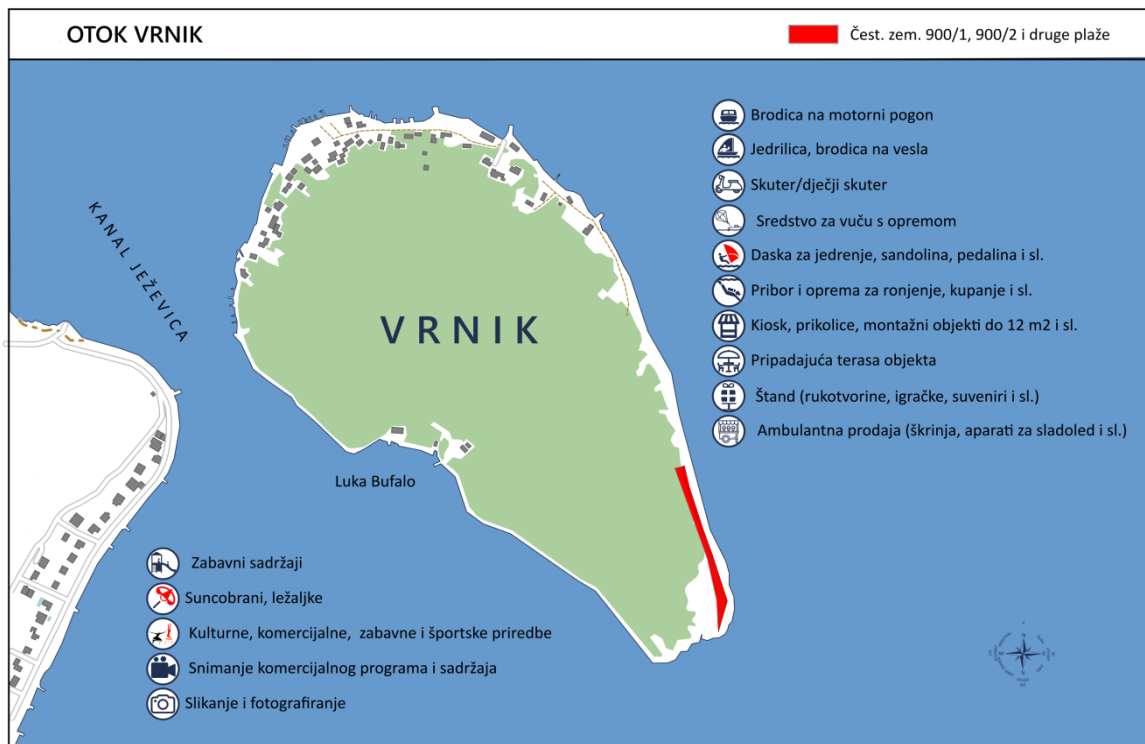 OTOK VRNIK
Čest. zem. 900/1, 900/2 i druge plaže
Brodica na motorni pogon
Jedrilica, brodica na vesla
Skuter/dječji skuter
Sredstvo za vuču s opremom
Daska za jedrenje, sandolina, pedalina i sl.
Pribor i oprema za ronjenje, kupanje i sl.
Kiosk, prikolice, montažni objekti do 12 m2 i sl.
Pripadajuća terasa objekta
Štand (rukotvorine, igračke, suveniri i sl.)
Ambulantna prodaja (škrinja, aparati za sladoled i sl.)
KANAL JEŽEVICA
VRNIK
Luka Bufalo
Zabavni sadržaji
Suncobrani, ležaljke
Kulturne, komercijalne, zabavne i športske priredbe
Snimanje komercijalnog programa i sadržaja
Slikanje i fotografiranje